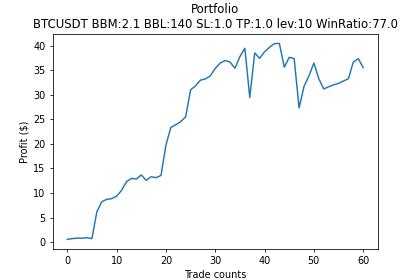 Portfolio
BTCUSDT BBM:2.1 BBL:140 SL:1.0 TP:1.0 lev:10 WinRatio:77.0
40
35
30
25
20
15
10
5
0
Profit ($)
0 10 20 30 40 50 60
Trade counts